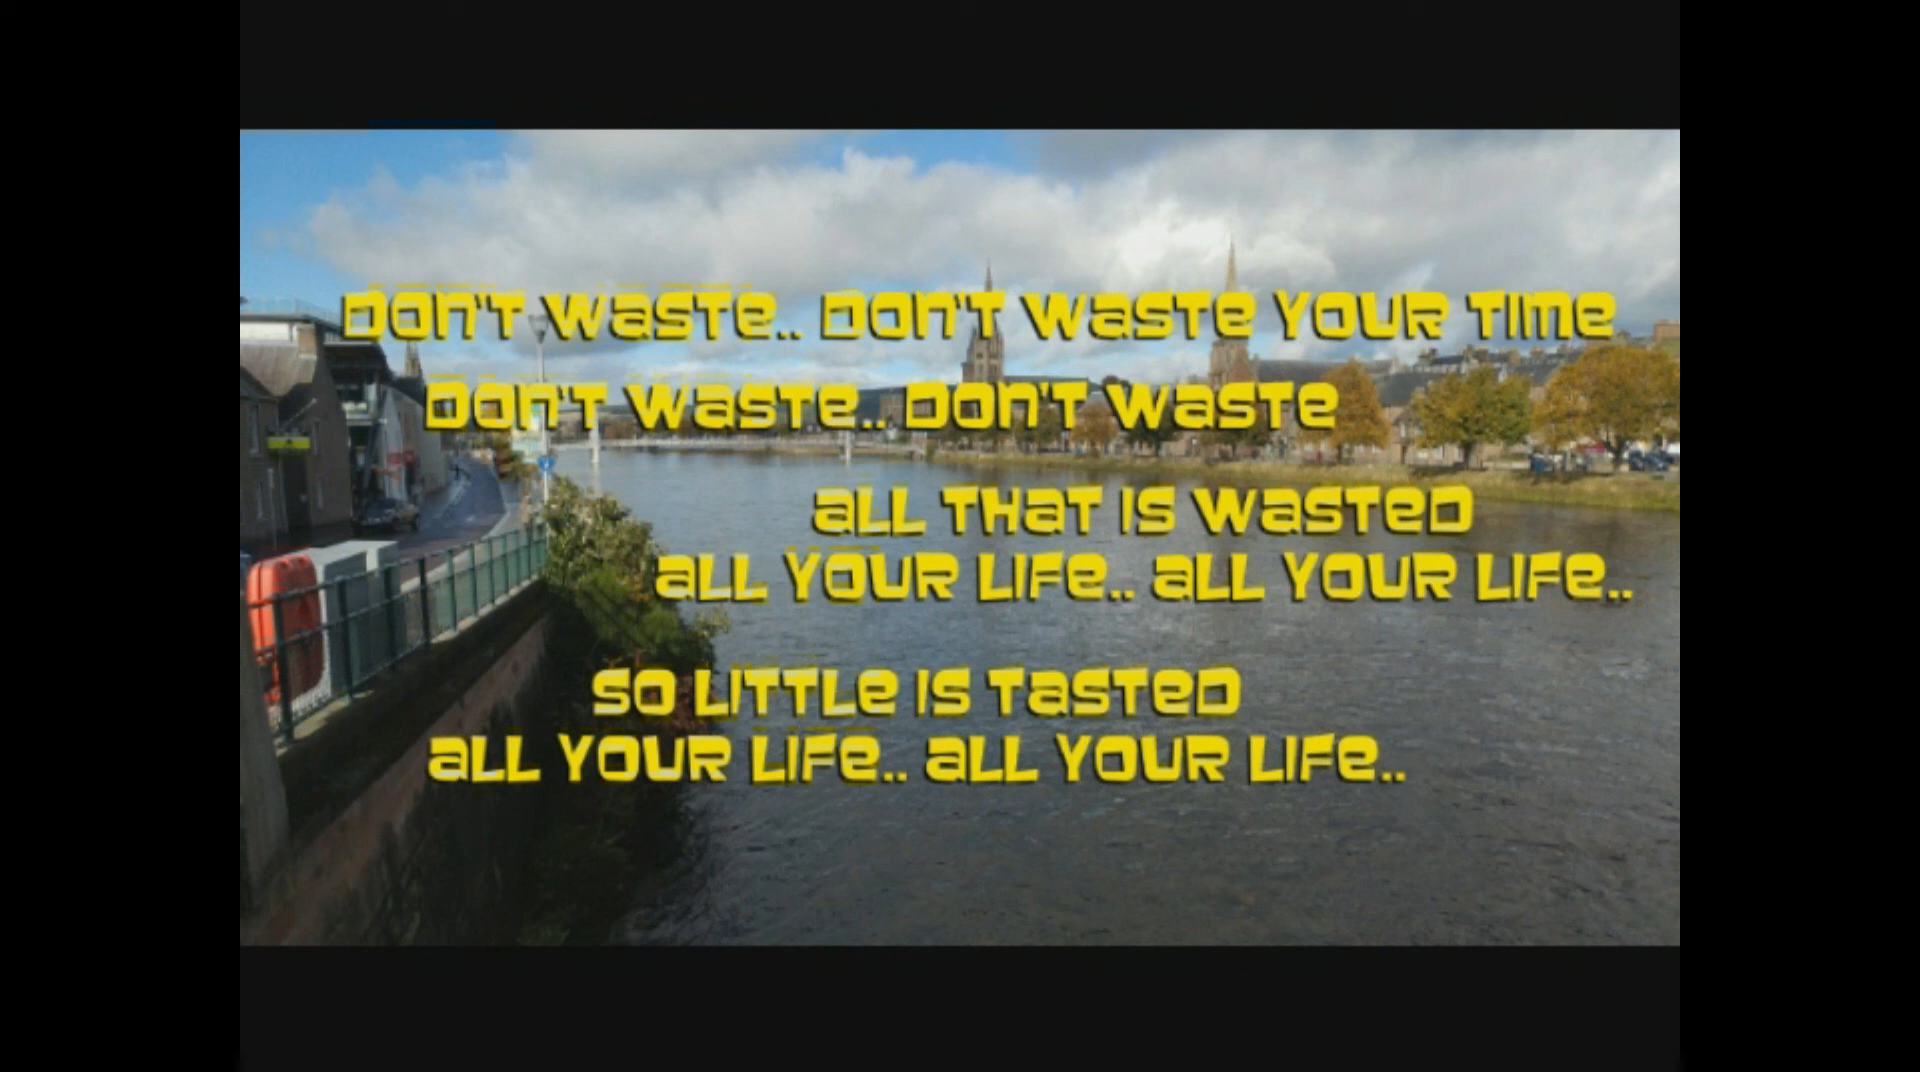 DON'T WASTE.. DON'T WASTE YOUR TIME
DON'T WASTE.. DON'T WASTE
ALL THAT IS WASTED
ALL YOUR LIFE.. ALL YOUR LIFE..
SO LITTLE IS TASTED
ALL YOUR LIFE.. ALL YOUR LIFE..